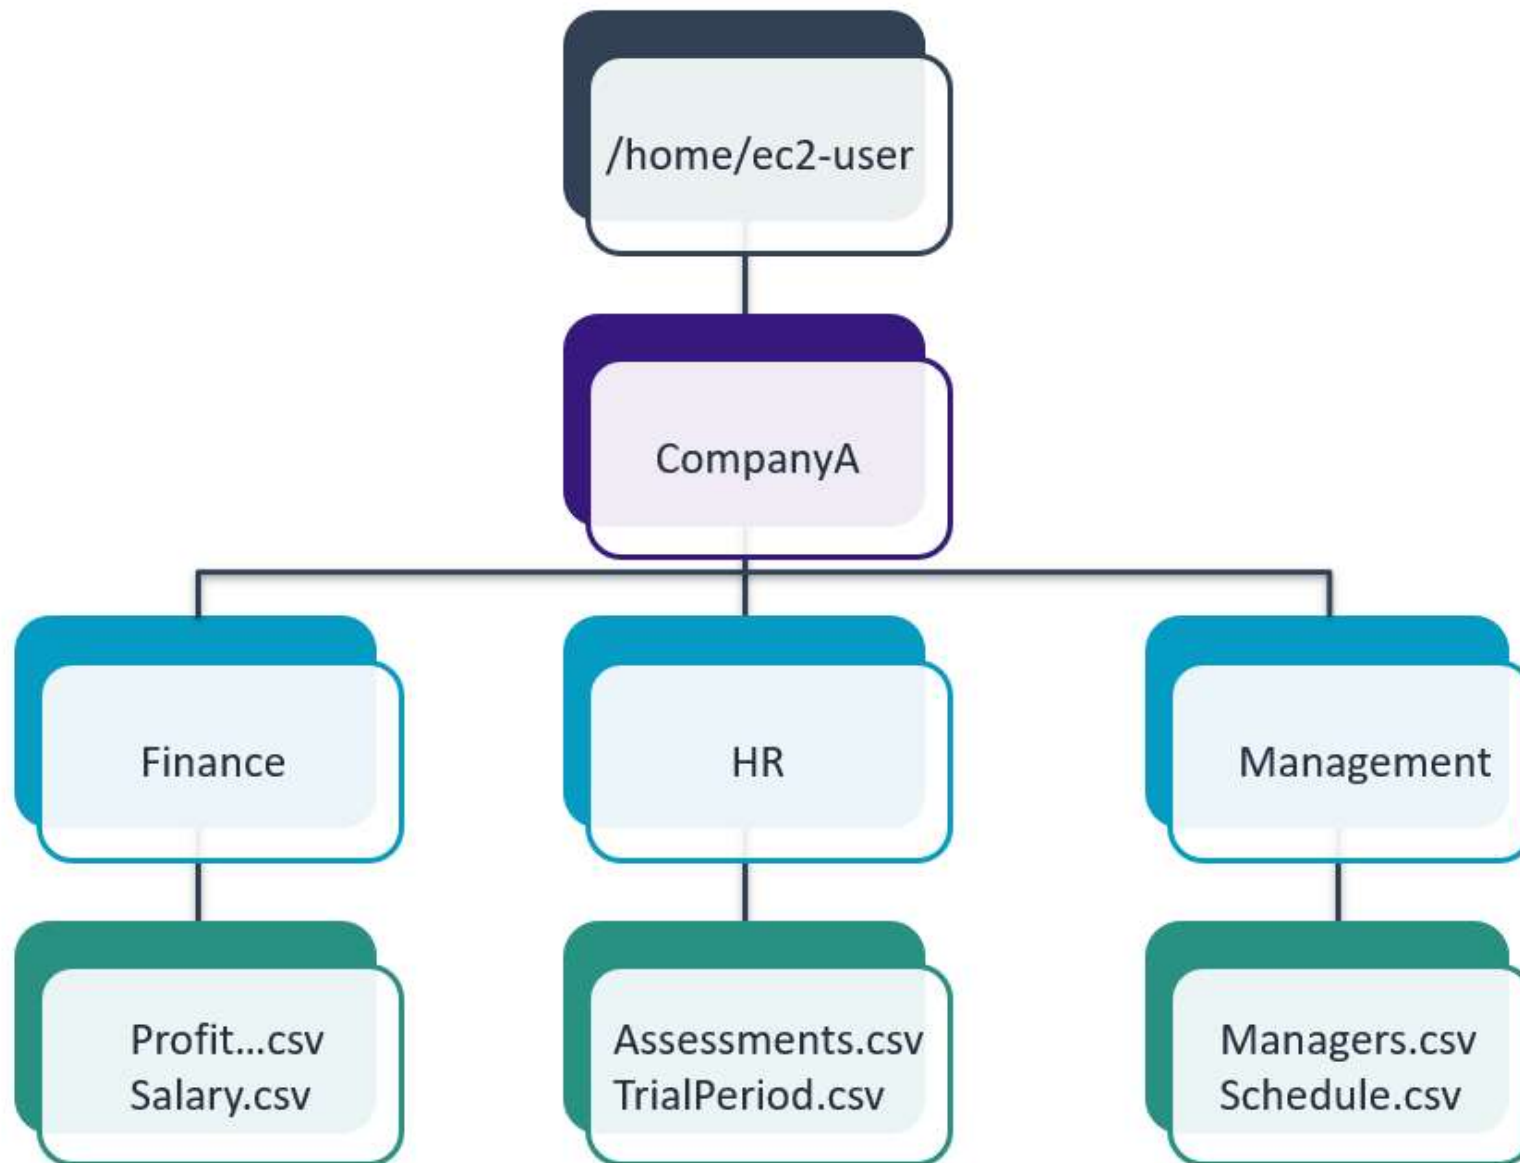 /home/ec2-user
CompanyA
Finance
HR
Management
Profit...csv
Salary.csv
Assessments.csv
TrialPeriod.csv
Managers.csv
Schedule.csv